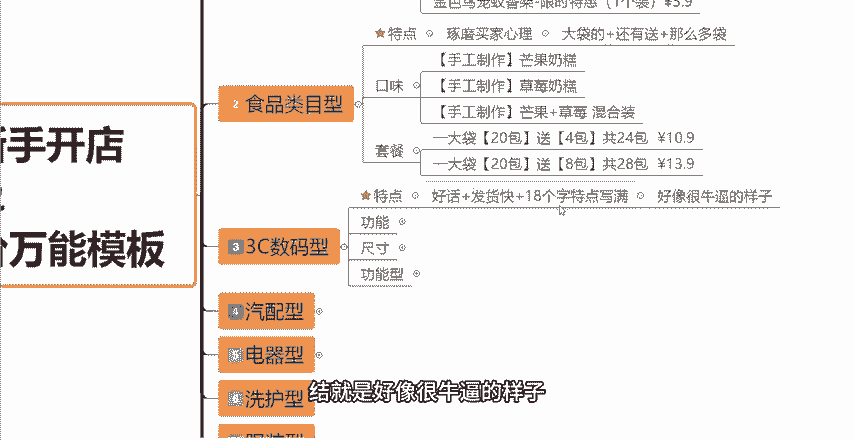 金色鸟笼蚊香架-限时特惠（1个装）¥5.9
★特点 琢磨买家心理 大袋的+还有送+那么多袋
2 食品类目型
口味
【手工制作】芒果奶糕
【手工制作】草莓奶糕
【手工制作】芒果+草莓 混合装
套餐
一大袋【20包】送【4包】共24包 ¥10.9
一大袋【20包】送【8包】共28包 ¥13.9
新手开店
万能模板
★特点 好话+发货快+18个字特点写满 好像很牛逼的样子
3 3C数码型
功能
尺寸
功能型
4 汽配型
5 电器型
洗护型
结就是好像很牛逼的样子